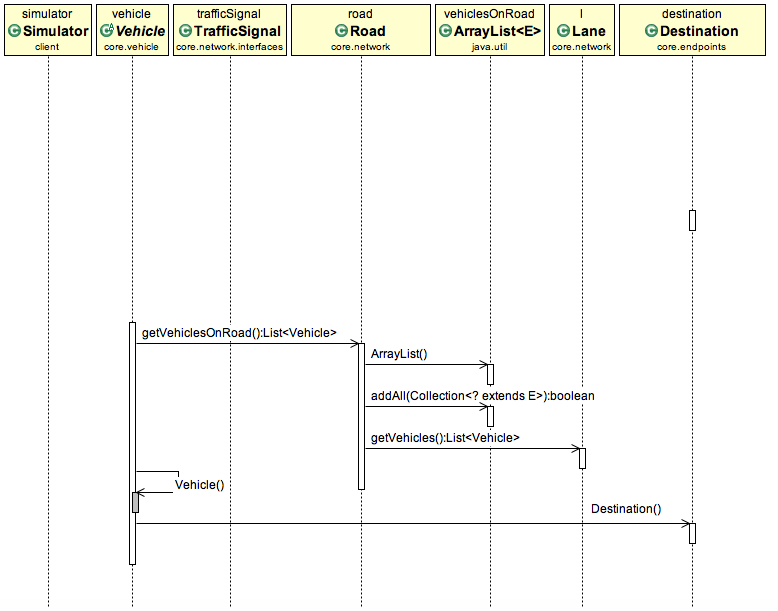 simulator vehicle trafficSignal road vehiclesOnRoad l destination
C Simulator C A Vehicle C TrafficSignal C Road C ArrayList<E> C Lane C Destination
client core.vehicle core.network.interfaces core.network java.util core.network core.endpoints
getVehiclesOnRoad():List<Vehicle>
ArrayList()
addAll(Collection<? extends E>):boolean
getVehicles():List<Vehicle>
Vehicle()
Destination()